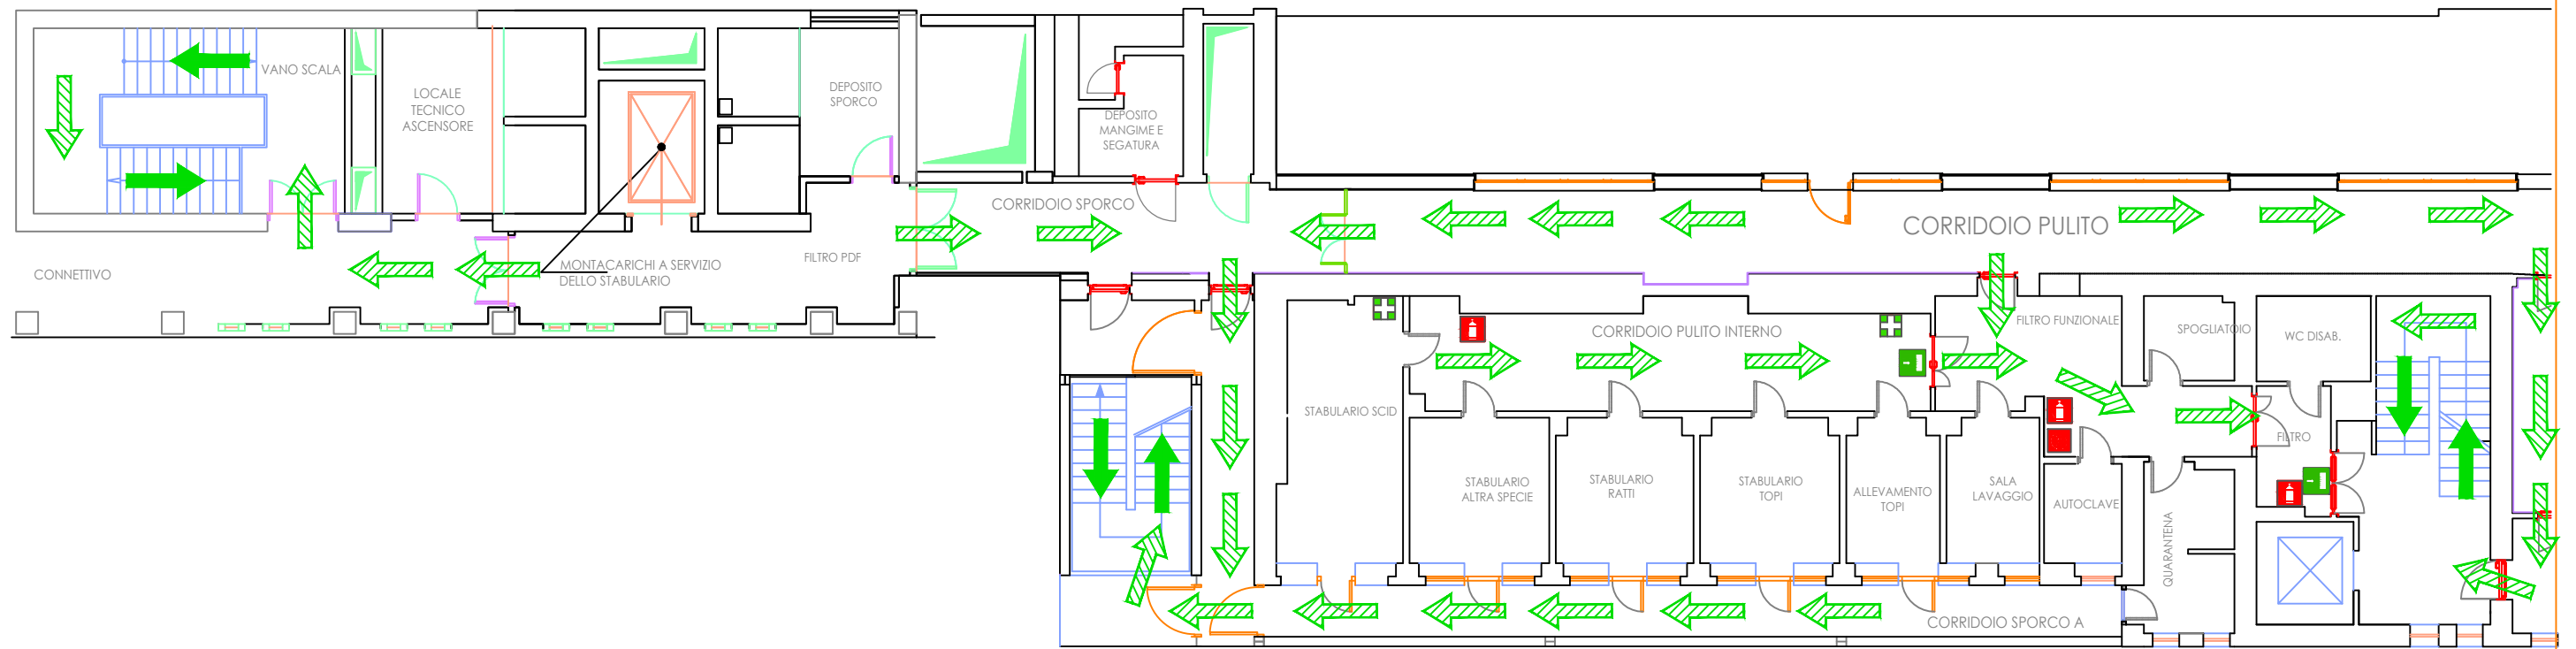 VANO SCALA
LOCALE
TECNICO
ASCENSORE
DEPOSITO
SPORCO
DEPOSITO
MANGIME E
SEGATURA
CORRIDOIO SPORCO
CORRIDOIO PULITO
CONNETTIVO
MONTACARICHI A SERVIZIO
DELLO STABULARIO
FILTRO PDF
CORRIDOIO PULITO INTERNO
FILTRO FUNZIONALE
SPOGLIATOIO
WC DISAB.
STABULARIO SCID
FILTRO
STABULARIO
ALTRA SPECIE
STABULARIO
RATTI
STABULARIO
TOPI
ALLEVAMENTO
TOPI
SALA
LAVAGGIO
AUTOCLAVE
QUARANTENA
CORRIDOIO SPORCO A